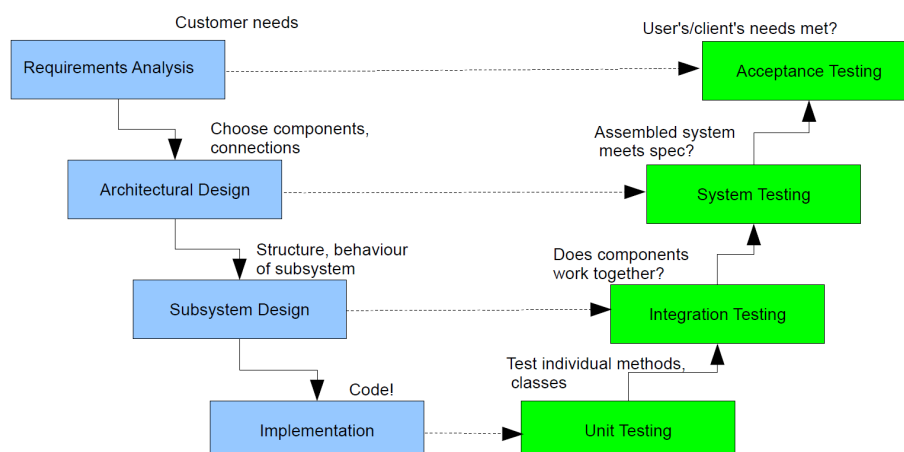 Customer needs
User's/client's needs met?
Requirements Analysis
Acceptance Testing
Choose components,
connections
Assembled system
meets spec?
Architectural Design
System Testing
Structure, behaviour
of subsystem
Does components
work together?
Subsystem Design
Integration Testing
Test individual methods,
classes
Code!
Implementation
Unit Testing